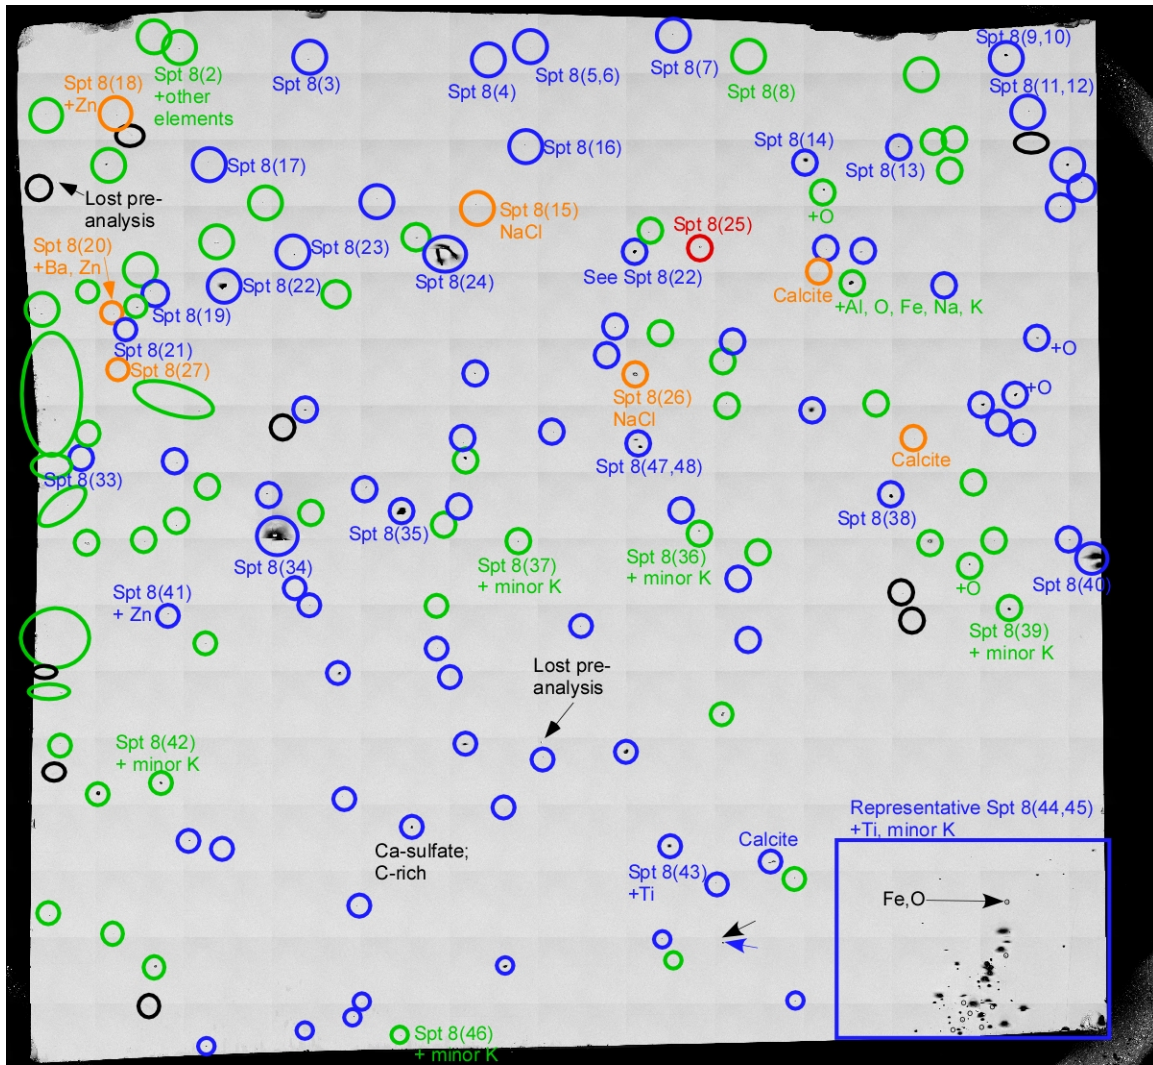 Spt 8(9,10)
Spt 8(2)
+other
elements
Spt 8(18)
+Zn
Spt 8(3)
Spt 8(4)
Spt 8(5,6)
Spt 8(7)
Spt 8(8)
Spt 8(11,12)
Spt 8(17)
Spt 8(16)
Spt 8(14)
Spt 8(13)
Lost pre-
analysis
Spt 8(15)
NaCl
+O
Spt 8(25)
Spt 8(20)
+Ba, Zn
Spt 8(23)
Spt 8(24)
See Spt 8(22)
Spt 8(22)
Calcite
+Al, O, Fe, Na, K
Spt 8(19)
Spt 8(21)
Spt 8(27)
+O
Spt 8(26)
NaCl
+O
Calcite
Spt 8(47,48)
Spt 8(33)
Spt 8(38)
Spt 8(35)
Spt 8(34)
Spt 8(37)
+ minor K
Spt 8(36)
+ minor K
+O
Spt 8(40)
Spt 8(41)
+ Zn
Spt 8(39)
+ minor K
Lost pre-
analysis
Spt 8(42)
+ minor K
Representative Spt 8(44,45)
+Ti, minor K
Ca-sulfate;
C-rich
Calcite
Spt 8(43)
+Ti
Fe,O
Spt 8(46)
+ minor K